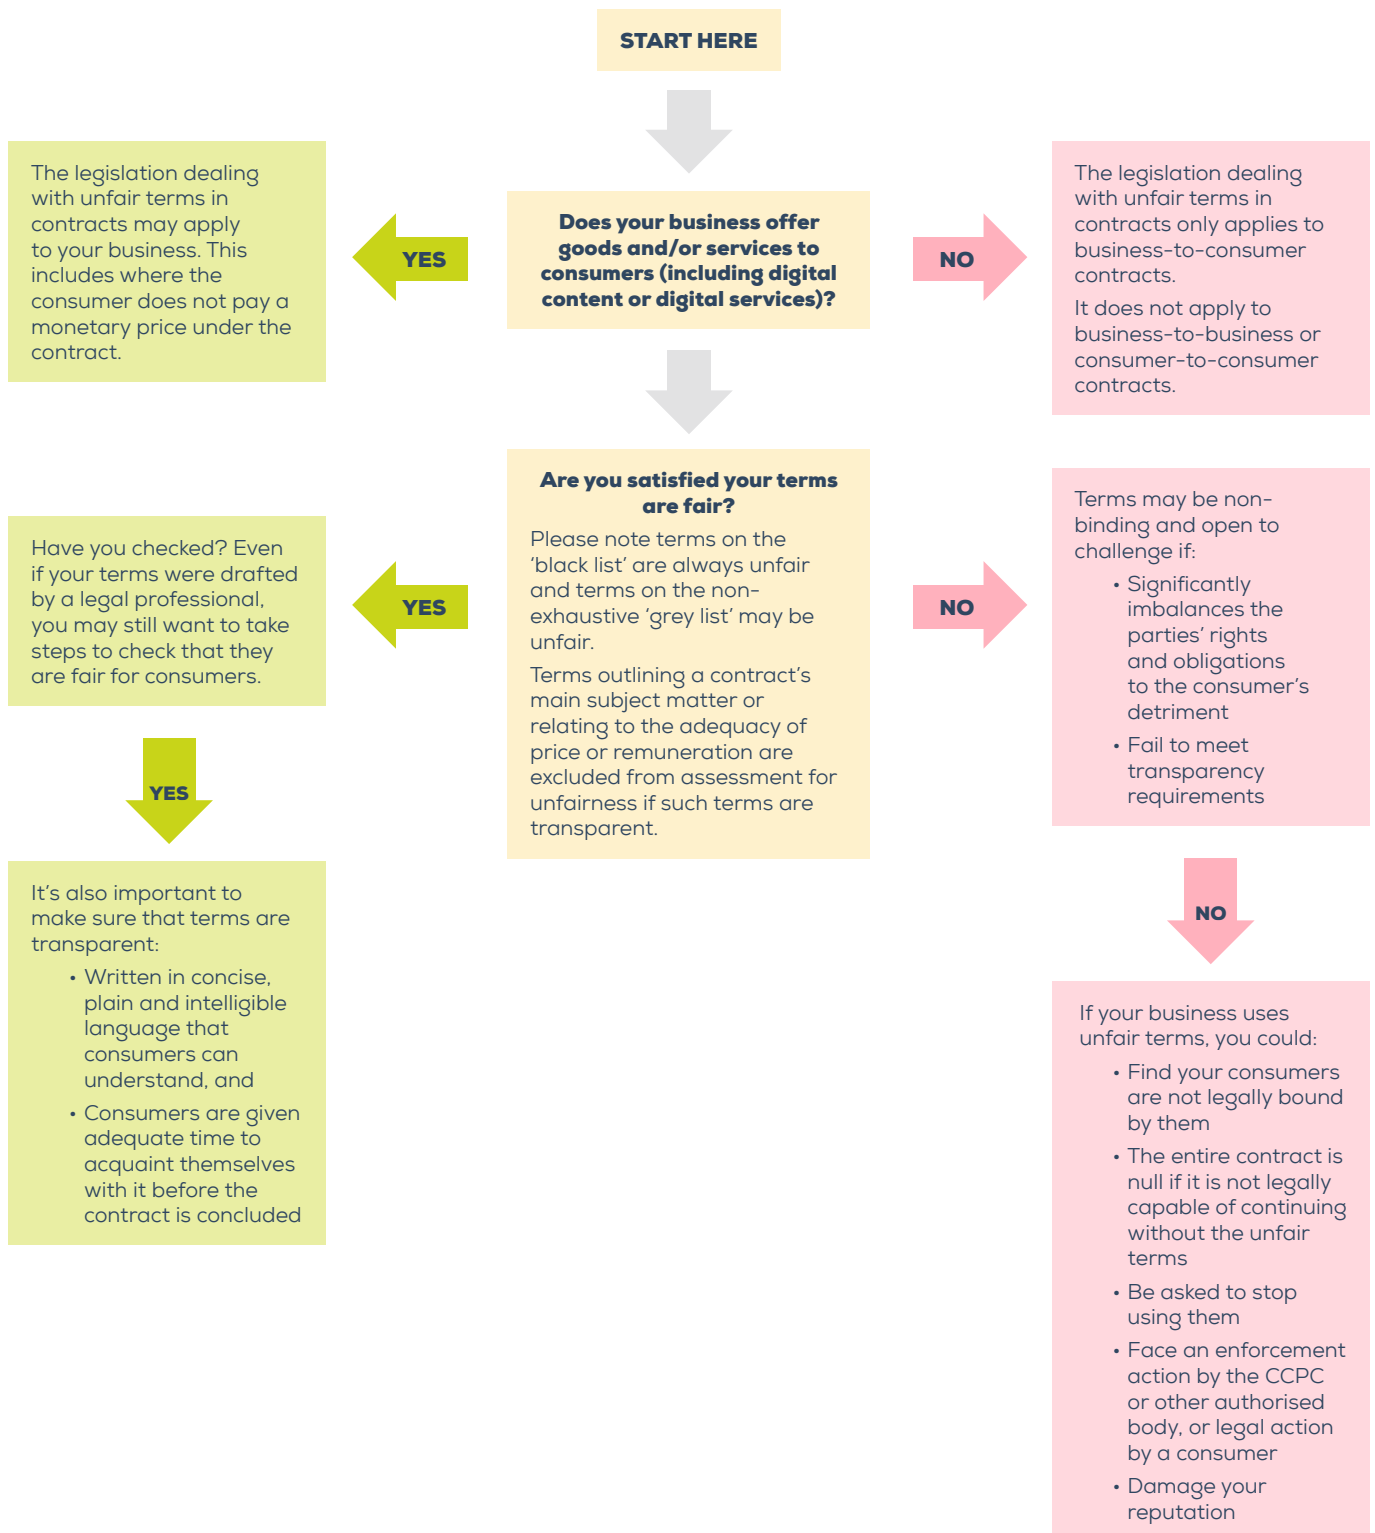 START HERE
Does your business offer
goods and/or services to
consumers (including digital
content or digital services)?
YES
The legislation dealing
with unfair terms in
contracts may apply
to your business. This
includes where the
consumer does not pay a
monetary price under the
contract.
NO
The legislation dealing
with unfair terms in
contracts only applies to
business-to-consumer
contracts.
It does not apply to
business-to-business or
consumer-to-consumer
contracts.
Are you satisfied your terms
are fair?
Please note terms on the
‘black list’ are always unfair
and terms on the non-
exhaustive ‘grey list’ may be
unfair.
Terms outlining a contract’s
main subject matter or
relating to the adequacy of
price or remuneration are
excluded from assessment for
unfairness if such terms are
transparent.
YES
Have you checked? Even
if your terms were drafted
by a legal professional,
you may still want to take
steps to check that they
are fair for consumers.
YES
It’s also important to
make sure that terms are
transparent:
• Written in concise,
plain and intelligible
language that
consumers can
understand, and
• Consumers are given
adequate time to
acquaint themselves
with it before the
contract is concluded
NO
Terms may be non-
binding and open to
challenge if:
• Significantly
imbalances the
parties’ rights
and obligations
to the consumer’s
detriment
• Fail to meet
transparency
requirements
NO
If your business uses
unfair terms, you could:
• Find your consumers
are not legally bound
by them
• The entire contract is
null if it is not legally
capable of continuing
without the unfair
terms
• Be asked to stop
using them
• Face an enforcement
action by the CCPC
or other authorised
body, or legal action
by a consumer
• Damage your
reputation